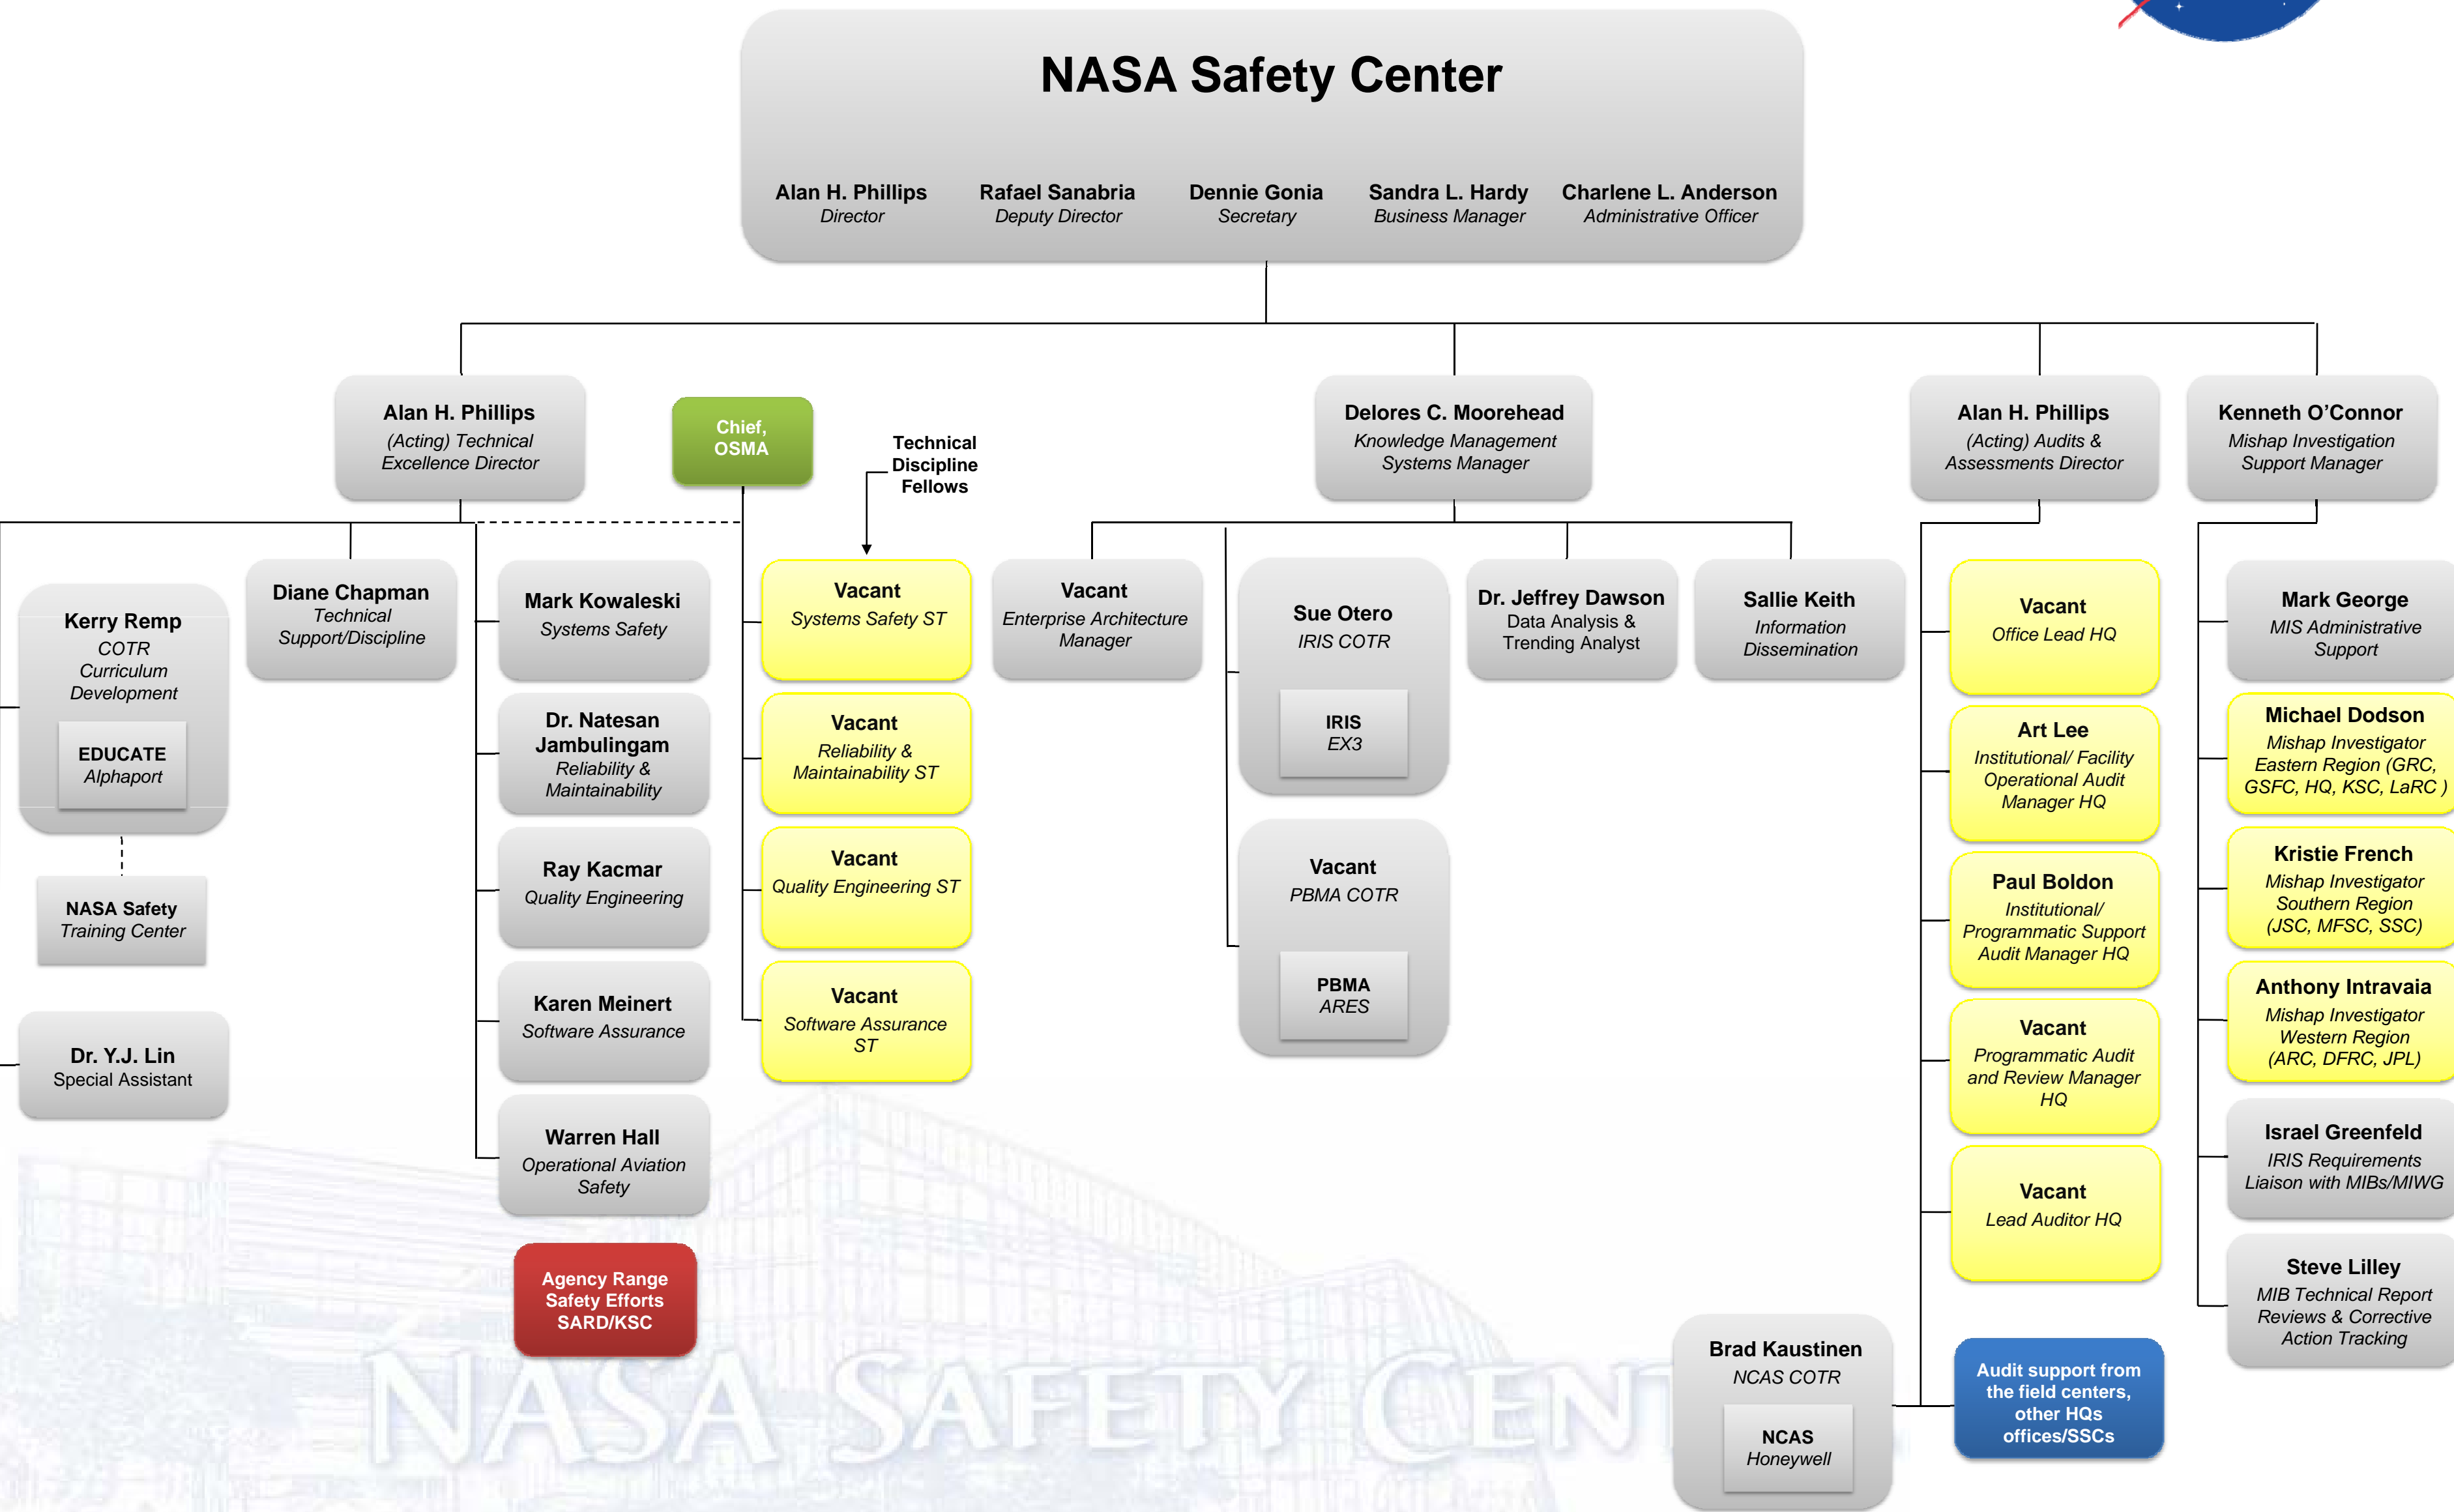 NASA Safety Center
Alan H. Phillips
Director
Rafael Sanabria
Deputy Director
Dennie Gonia
Secretary
Sandra L. Hardy
Business Manager
Charlene L. Anderson
Administrative Officer
Alan H. Phillips
(Acting) Technical
Excellence Director
Chief,
OSMA
Technical
Discipline
Fellows
Delores C. Moorehead
Knowledge Management
Systems Manager
Alan H. Phillips
(Acting) Audits &
Assessments Director
Kenneth O’Connor
Mishap Investigation
Support Manager
Kerry Remp
COTR
Curriculum
Development
EDUCATE
Alphaport
NASA Safety
Training Center
Dr. Y.J. Lin
Special Assistant
Diane Chapman
Technical
Support/Discipline
Mark Kowaleski
Systems Safety
Dr. Natesan
Jambulingam
Reliability &
Maintainability
Ray Kacmar
Quality Engineering
Karen Meinert
Software Assurance
Warren Hall
Operational Aviation
Safety
Agency Range
Safety Efforts
SARD/KSC
Vacant
Systems Safety ST
Vacant
Reliability &
Maintainability ST
Vacant
Quality Engineering ST
Vacant
Software Assurance
ST
Vacant
Enterprise Architecture
Manager
Sue Otero
IRIS COTR
IRIS
EX3
Vacant
PBMA COTR
PBMA
ARES
Dr. Jeffrey Dawson
Data Analysis &
Trending Analyst
Sallie Keith
Information
Dissemination
Vacant
Office Lead HQ
Art Lee
Institutional/ Facility
Operational Audit
Manager HQ
Paul Boldon
Institutional/
Programmatic Support
Audit Manager HQ
Vacant
Programmatic Audit
and Review Manager
HQ
Vacant
Lead Auditor HQ
Brad Kaustinen
NCAS COTR
NCAS
Honeywell
Audit support from
the field centers,
other HQs
offices/SSCs
Mark George
MIS Administrative
Support
Michael Dodson
Mishap Investigator
Eastern Region (GRC,
GSFC, HQ, KSC, LaRC )
Kristie French
Mishap Investigator
Southern Region
(JSC, MFSC, SSC)
Anthony Intravaia
Mishap Investigator
Western Region
(ARC, DFRC, JPL)
Israel Greenfeld
IRIS Requirements
Liaison with MIBs/MIWG
Steve Lilley
MIB Technical Report
Reviews & Corrective
Action Tracking
NASA SAFETY CENT